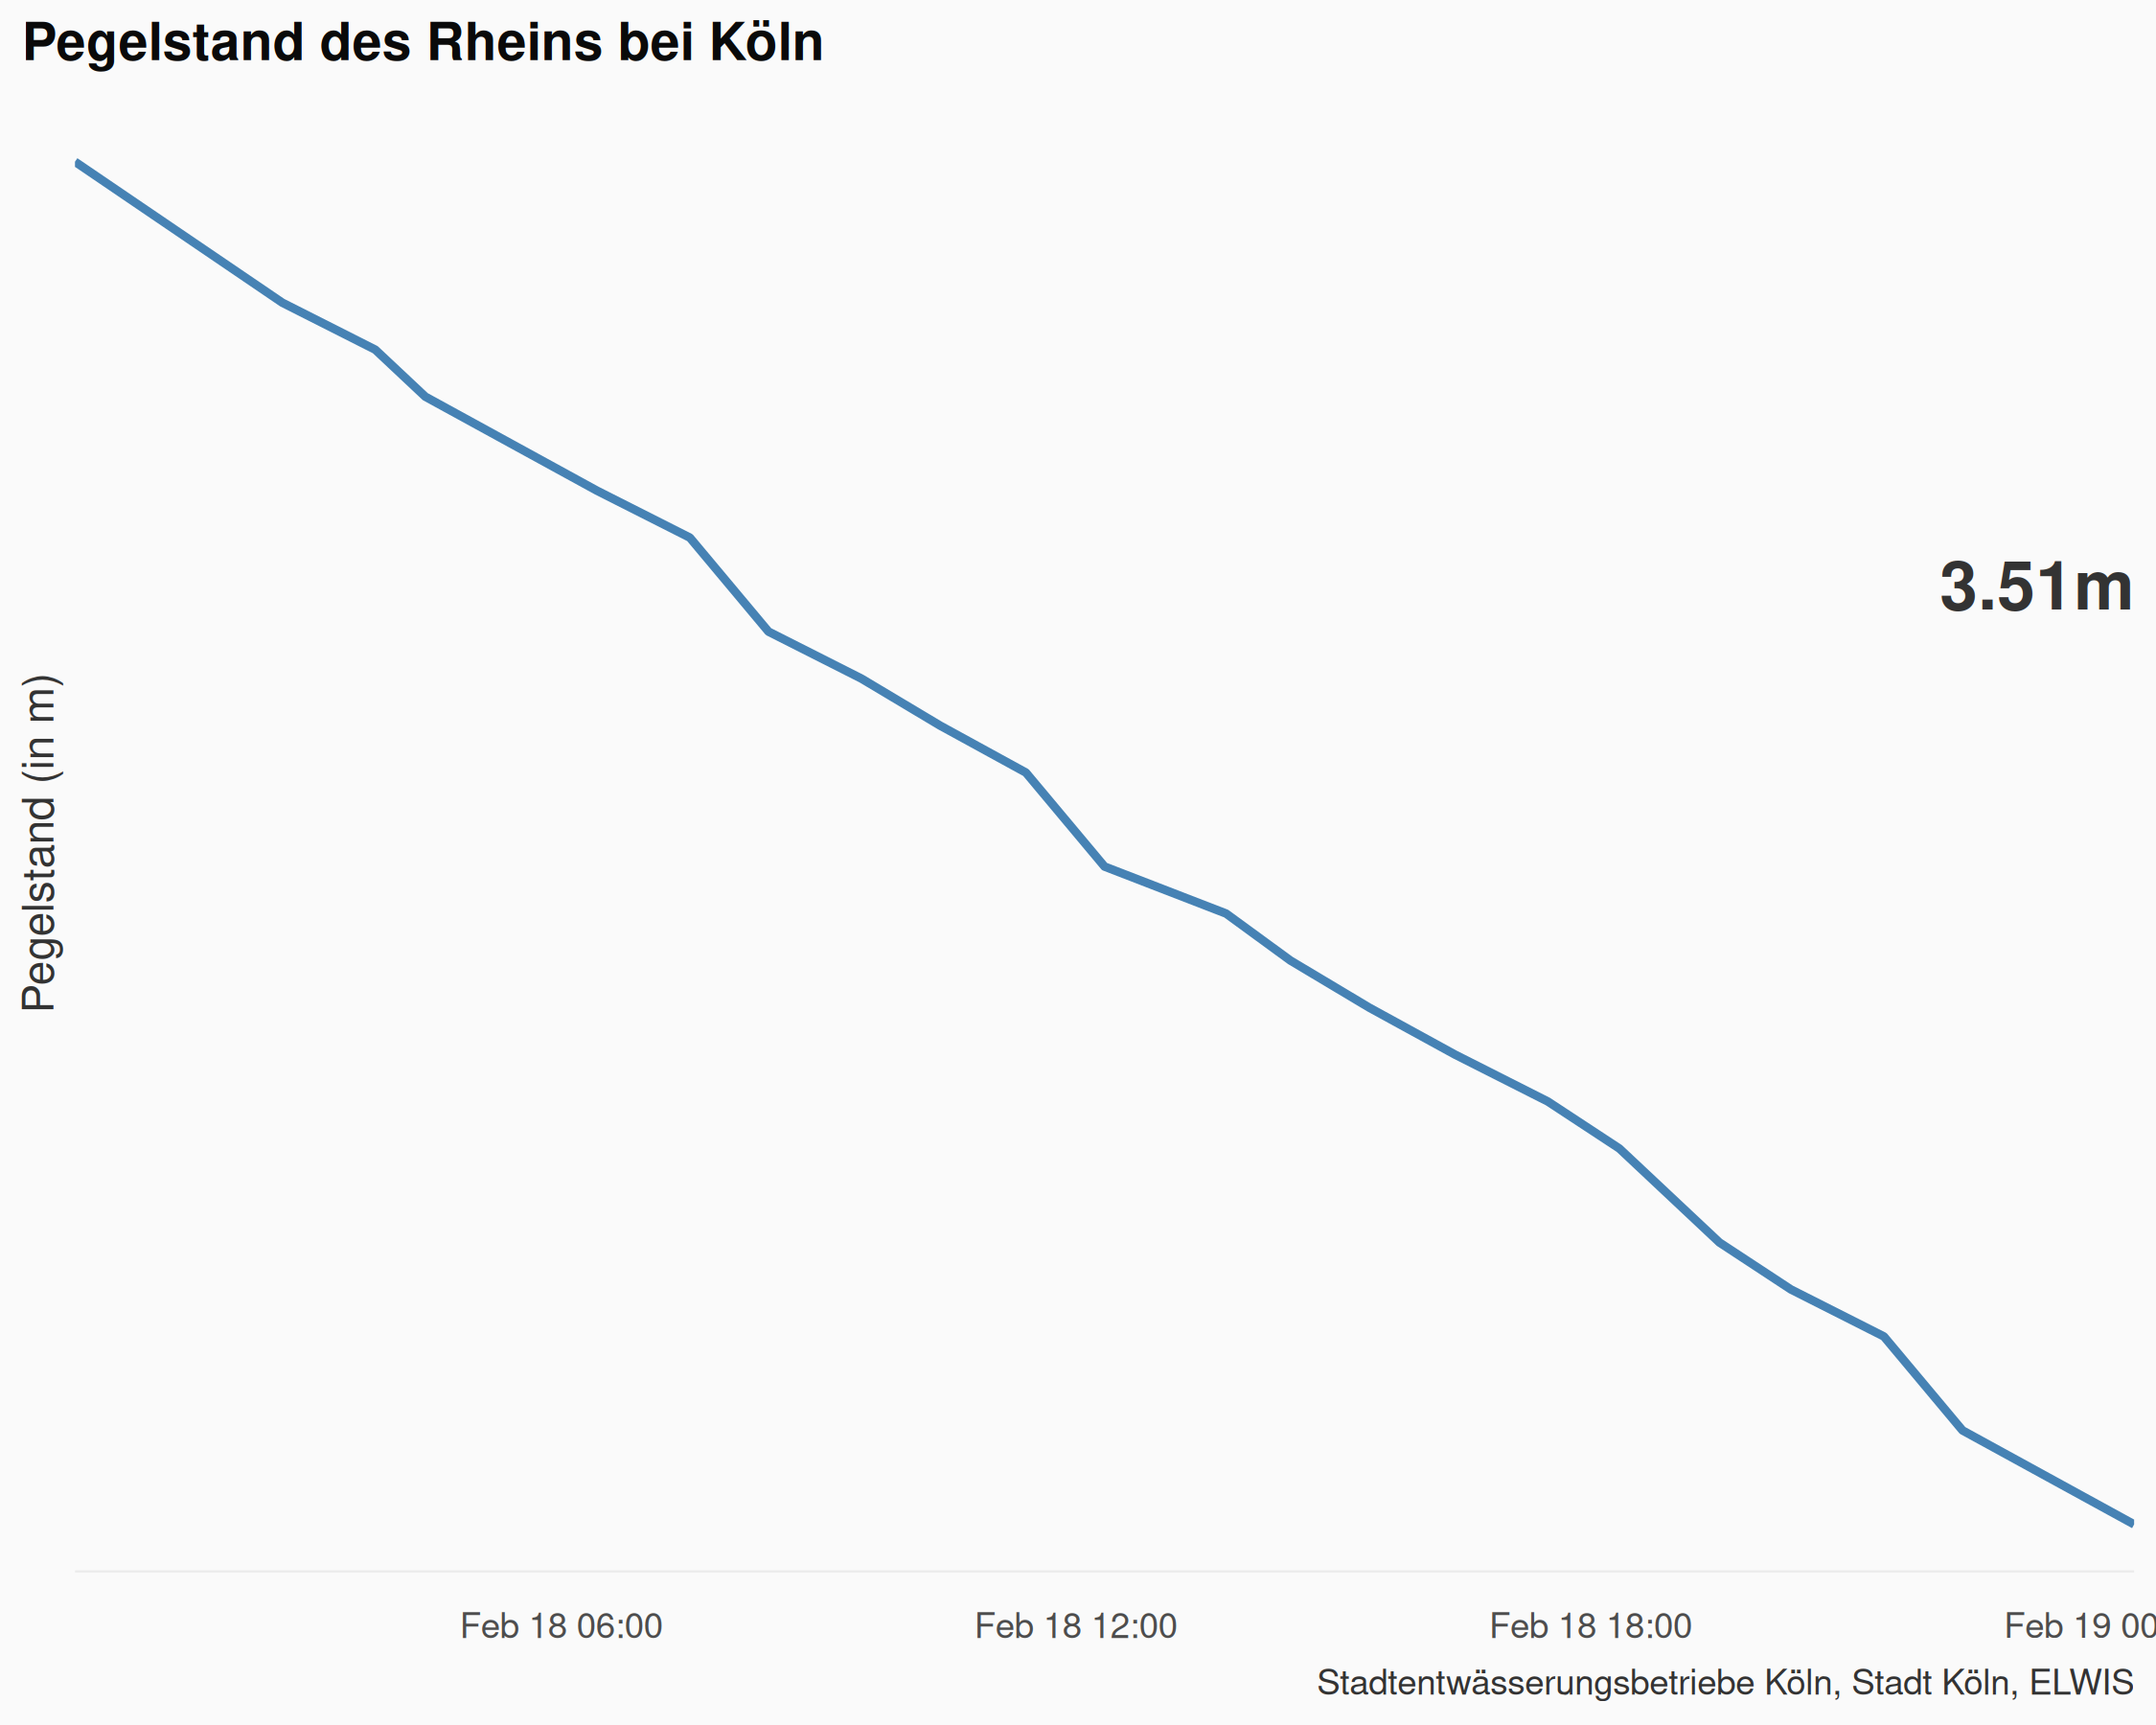 Pegelstand des Rheins bei Köln
3.51m
Pegelstand (in m)
Feb 18 06:00
Feb 18 12:00
Feb 18 18:00
Feb 19 00
Stadtentwässerungsbetriebe Köln, Stadt Köln, ELWIS